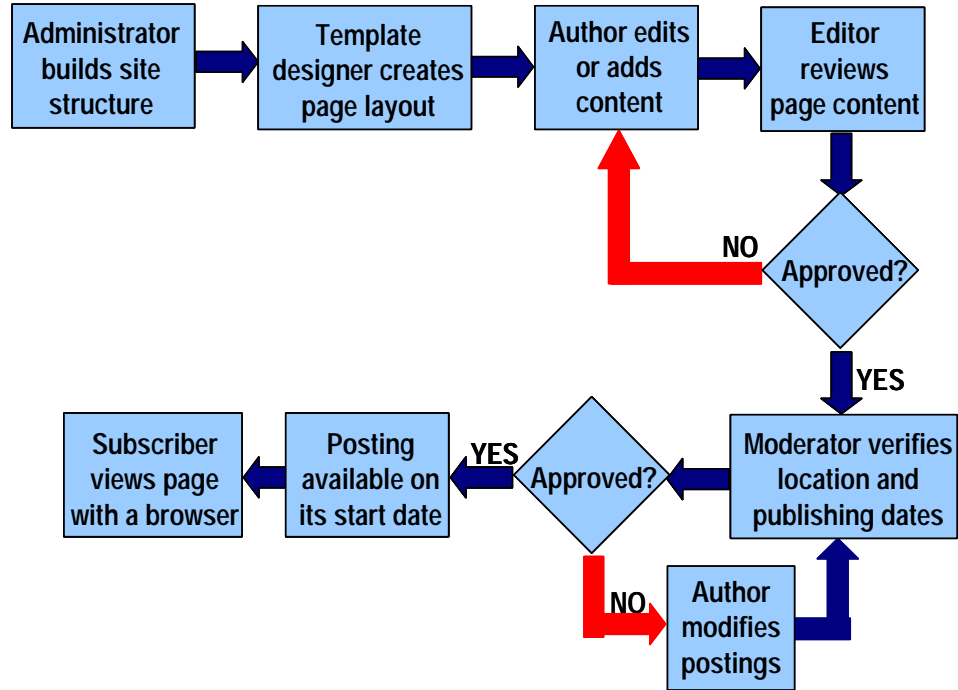 Administrator
builds site
structure
Template
designer creates
page layout
Author edits
or adds
content
Editor
reviews
page content
NO
Approved?
YES
Subscriber
views page
with a browser
Posting
available on
its start date
YES
Approved?
Moderator verifies
location and
publishing dates
NO
Author
modifies
postings